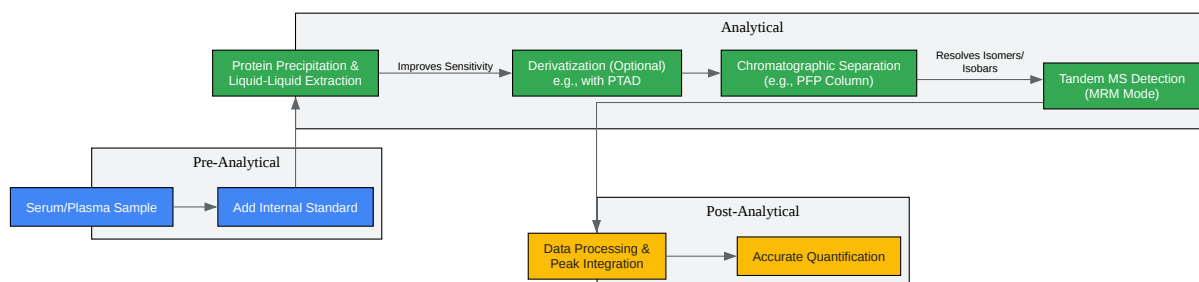 Analytical
Protein Precipitation &
Liquid-Liquid Extraction
Improves Sensitivity
Derivatization (Optional)
e.g., with PTAD
Chromatographic Separation
(e.g., PFP Column)
Resolves Isomers/
Isobars
Tandem MS Detection
(MRM Mode)
Pre-Analytical
Serum/Plasma Sample
Add Internal Standard
Post-Analytical
Data Processing &
Peak Integration
Accurate Quantification